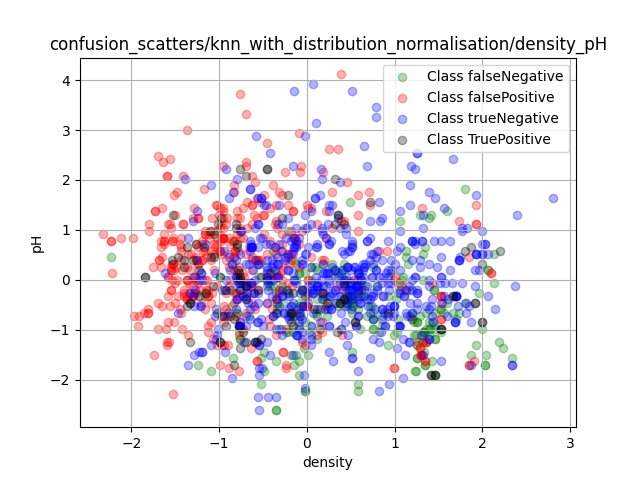 confusion_scatters/knn_with_distribution_normalisation/density_pH
Class falseNegative
Class falsePositive
Class trueNegative
Class TruePositive
pH
4
3
2
1
0
−1
−2
−2 −1 0 1 2 3
density